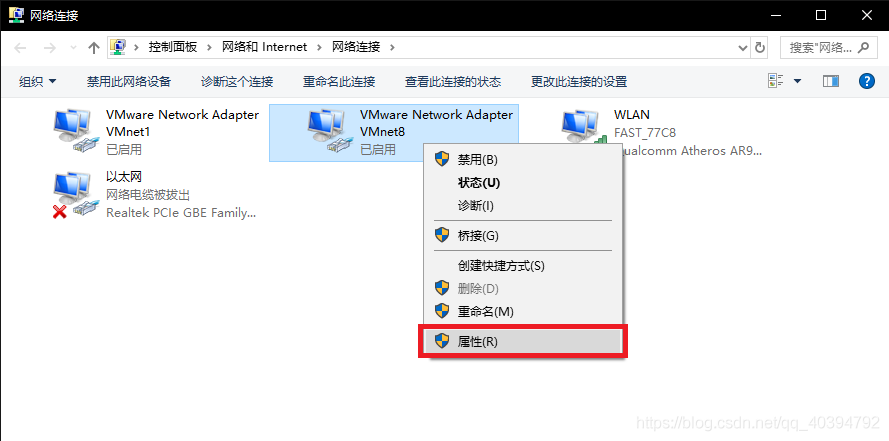 网络连接
控制面板 > 网络和 Internet > 网络连接 >
搜索"网络...
组织 禁用此网络设备 诊断这个连接 重命名此连接 查看此连接的状态 更改此连接的设置
VMware Network Adapter
VMnet1
已启用
VMware Network Adapter
VMnet8
已启用
WLAN
FAST_77C8
ualcomm Atheros AR9...
以太网
网络电缆被拔出
Realtek PCIe GBE Family...
禁用(B)
状态(U)
诊断(I)
桥接(G)
创建快捷方式(S)
删除(D)
重命名(M)
属性(R)
https://blog.csdn.net/qq_40394792